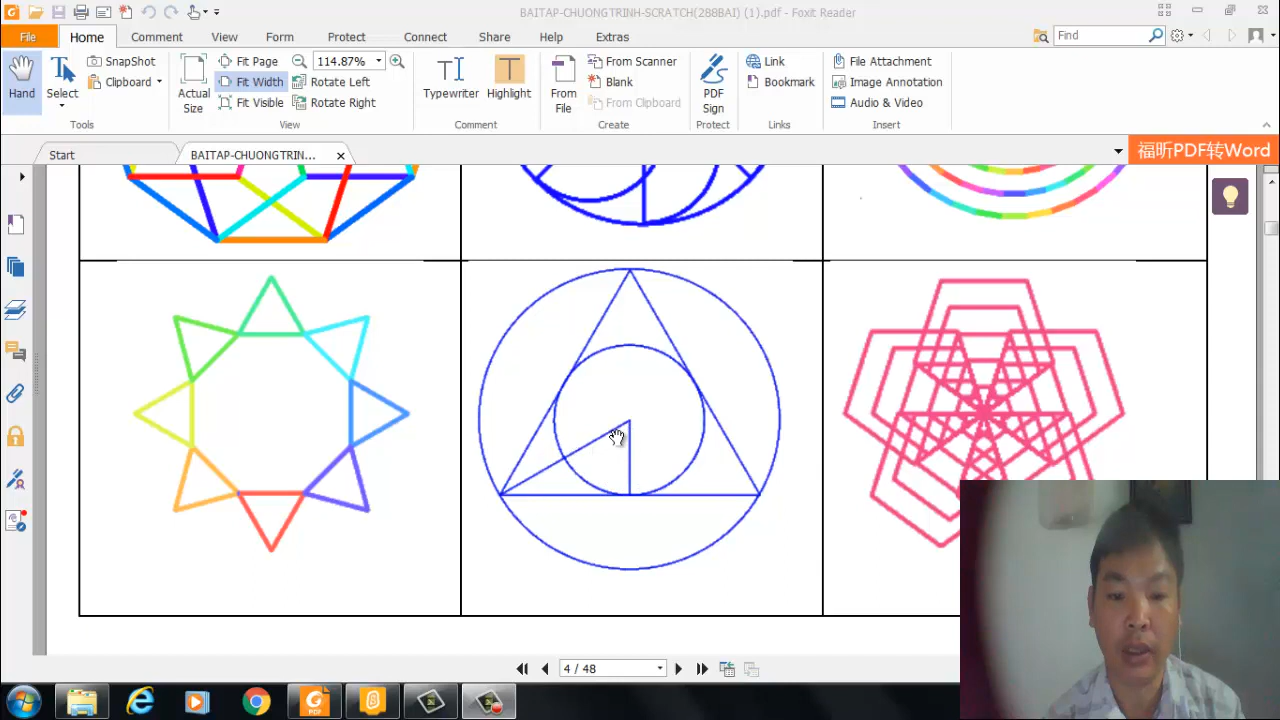 BAITAP-CHUONGTRINH-SCRATCH(288BAI) (1).pdf - Foxit Reader
File Home Comment View Form Protect Connect Share Help Extras Find
Hand
Select
SnapShot
Clipboard
Actual Size
Fit Page
Fit Width
Fit Visible
114.87%
Rotate Left
Rotate Right
Typewriter
Highlight
From File
From Scanner
Blank
From Clipboard
PDF Sign
Link
Bookmark
File Attachment
Image Annotation
Audio & Video
Tools View Comment Create Protect Links Insert
Start BAITAP-CHUONGTRIN... 福昕PDF转Word
4 / 48
PDF